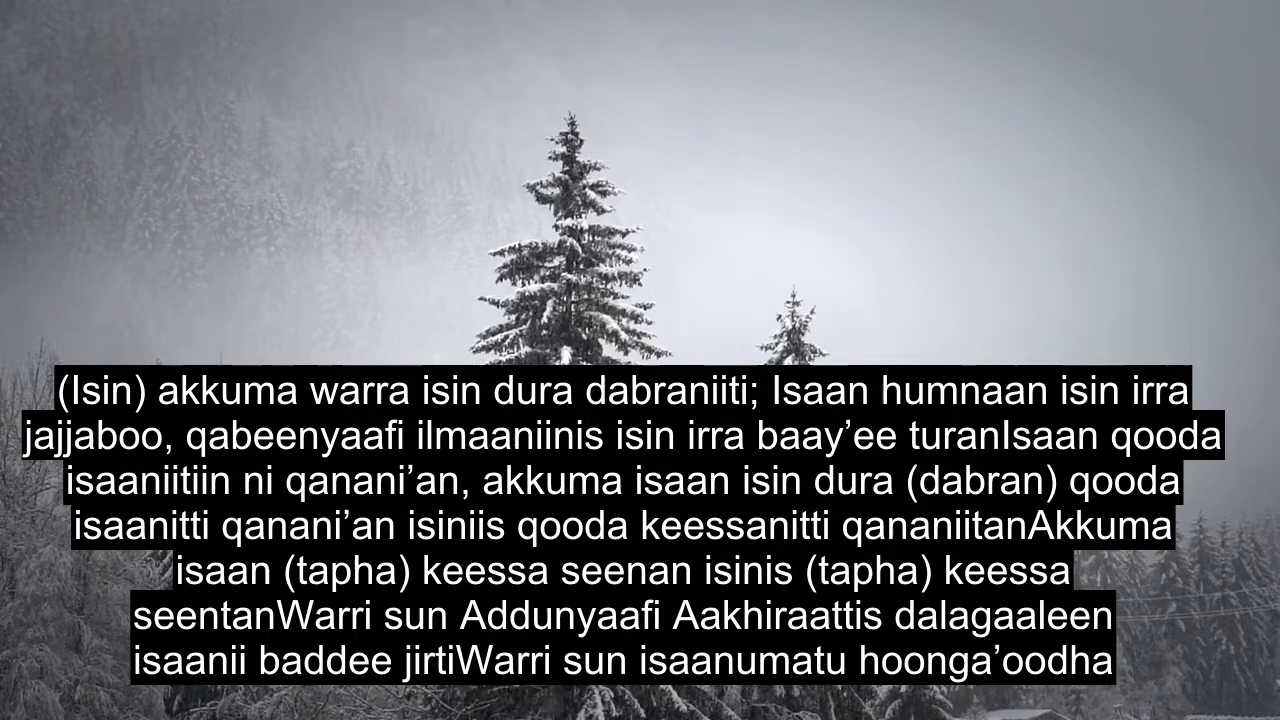 (Isin) akkuma warra isin dura dabraniiti; Isaan humnaan isin irra
jajjaboo, qabeenyaafi ilmaaniinis isin irra baay’ee turanIsaan qooda
isaaniitiin ni qanani’an, akkuma isaan isin dura (dabran) qooda
isaanitti qanani’an isiniis qooda keessanitti qananiitanAkkuma
isaan (tapha) keessa seenan isinis (tapha) keessa
seentanWarri sun Addunyaafi Aakhiraattis dalagaaleen
isaanii baddee jirtiWarri sun isaanumatu hoonga’oodha